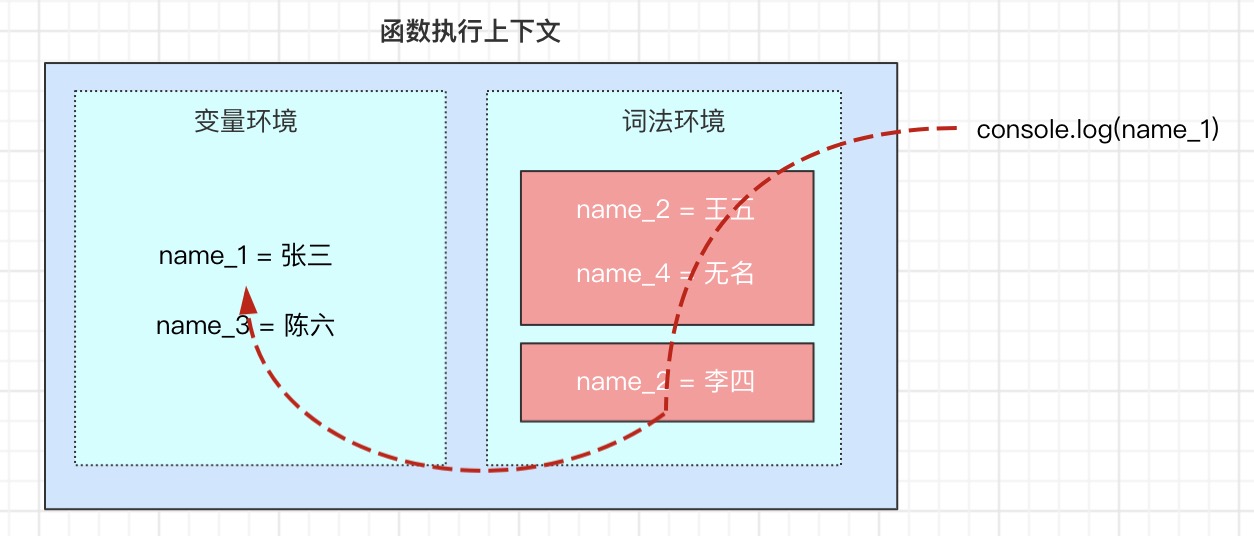 函数执行上下文
变量环境
词法环境
console.log(name_1)
name_2 = 王五
name_1 = 张三
name_4 = 无名
name_3 = 陈六
name_2 = 李四